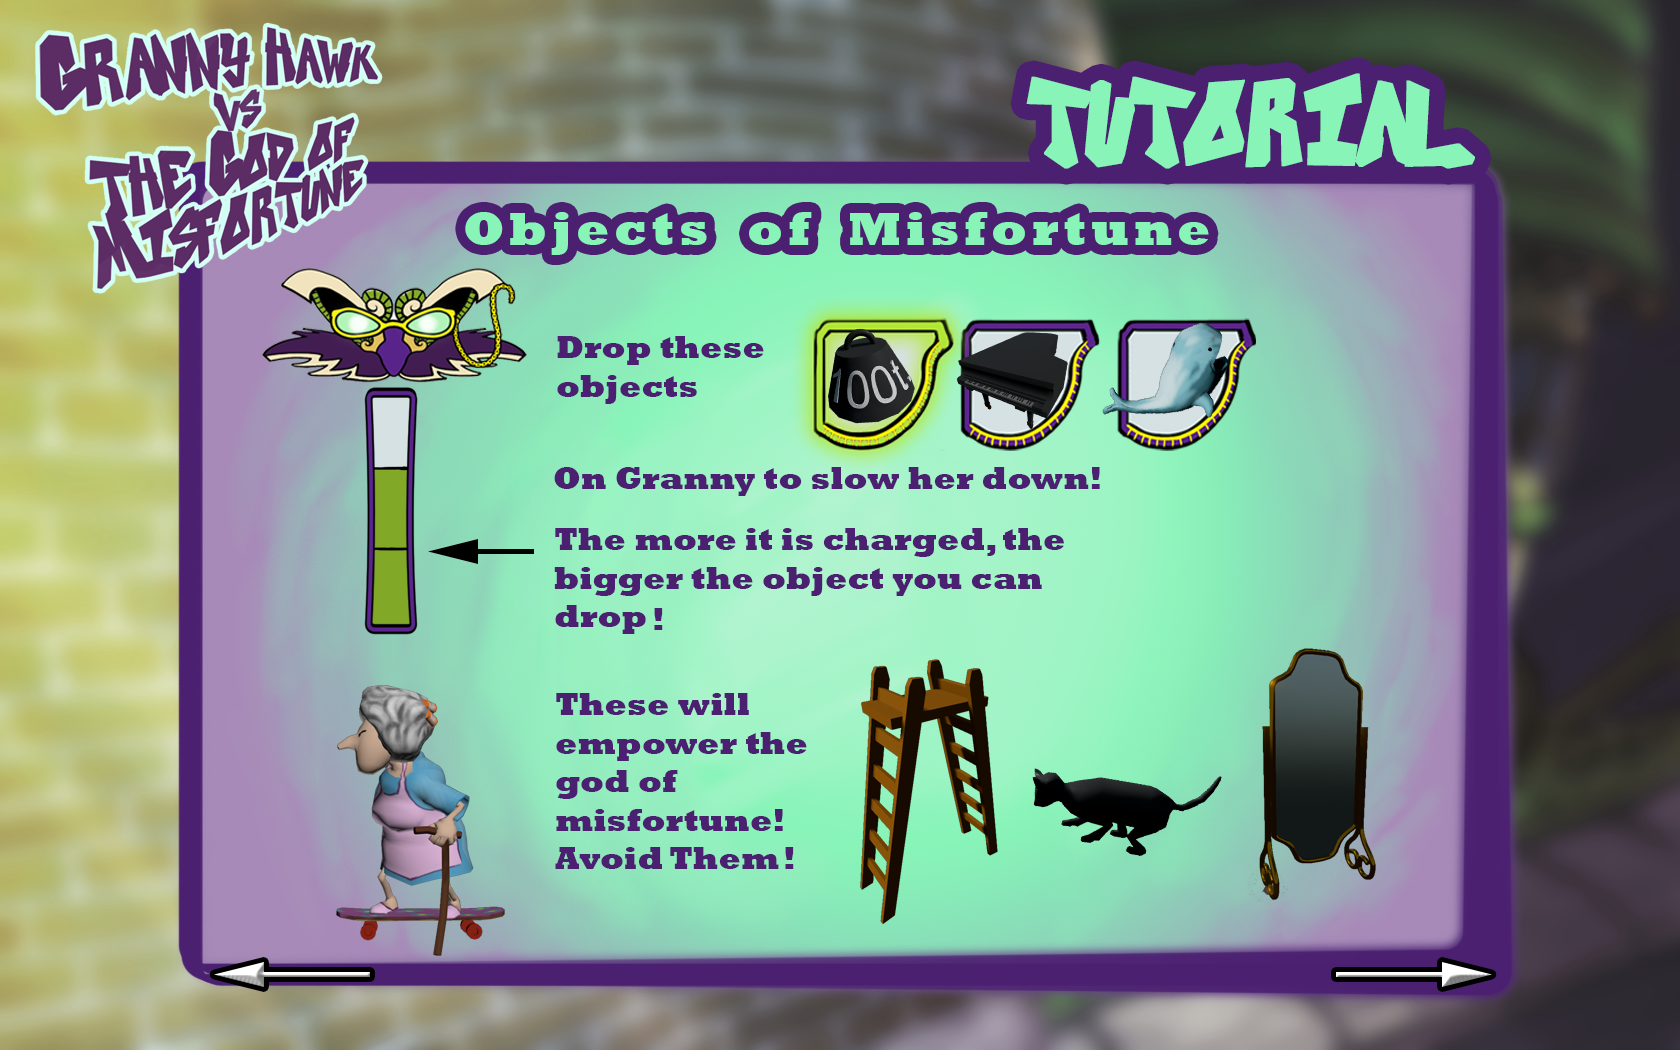 GRANNY HAWK
VS
THE GOD OF
MISFORTUNE
TUTORIAL
Objects of Misfortune
Drop these
objects
100t
On Granny to slow her down!
The more it is charged, the
bigger the object you can
drop!
These will
empower the
god of
misfortune!
Avoid Them!